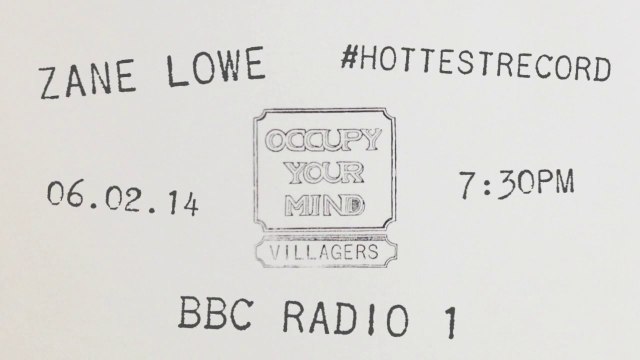 ZANE LOWE
#HOTTESTRECORD
OCCUPY
YOUR
MIND
VILLAGERS
06.02.14
7:30PM
BBC RADIO 1